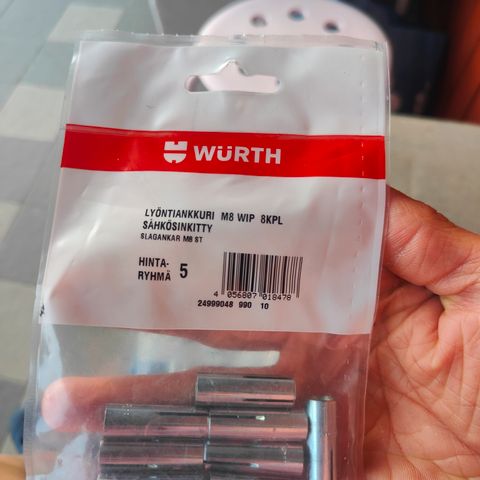 WÜRTH
LYÖNTIANKKURI M8 WIP 8KPL
SÄHKÖSINKITTY
SLAGANKAR M8 ST
HINTA-
RYHMÄ 5
4 056807 018478
24999048 990 10